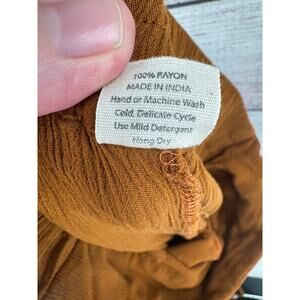 100% RAYON
MADE IN INDIA
Hand or Machine Wash
Cold, Delicate Cycle
Use Mild Detergent
Hang Dry